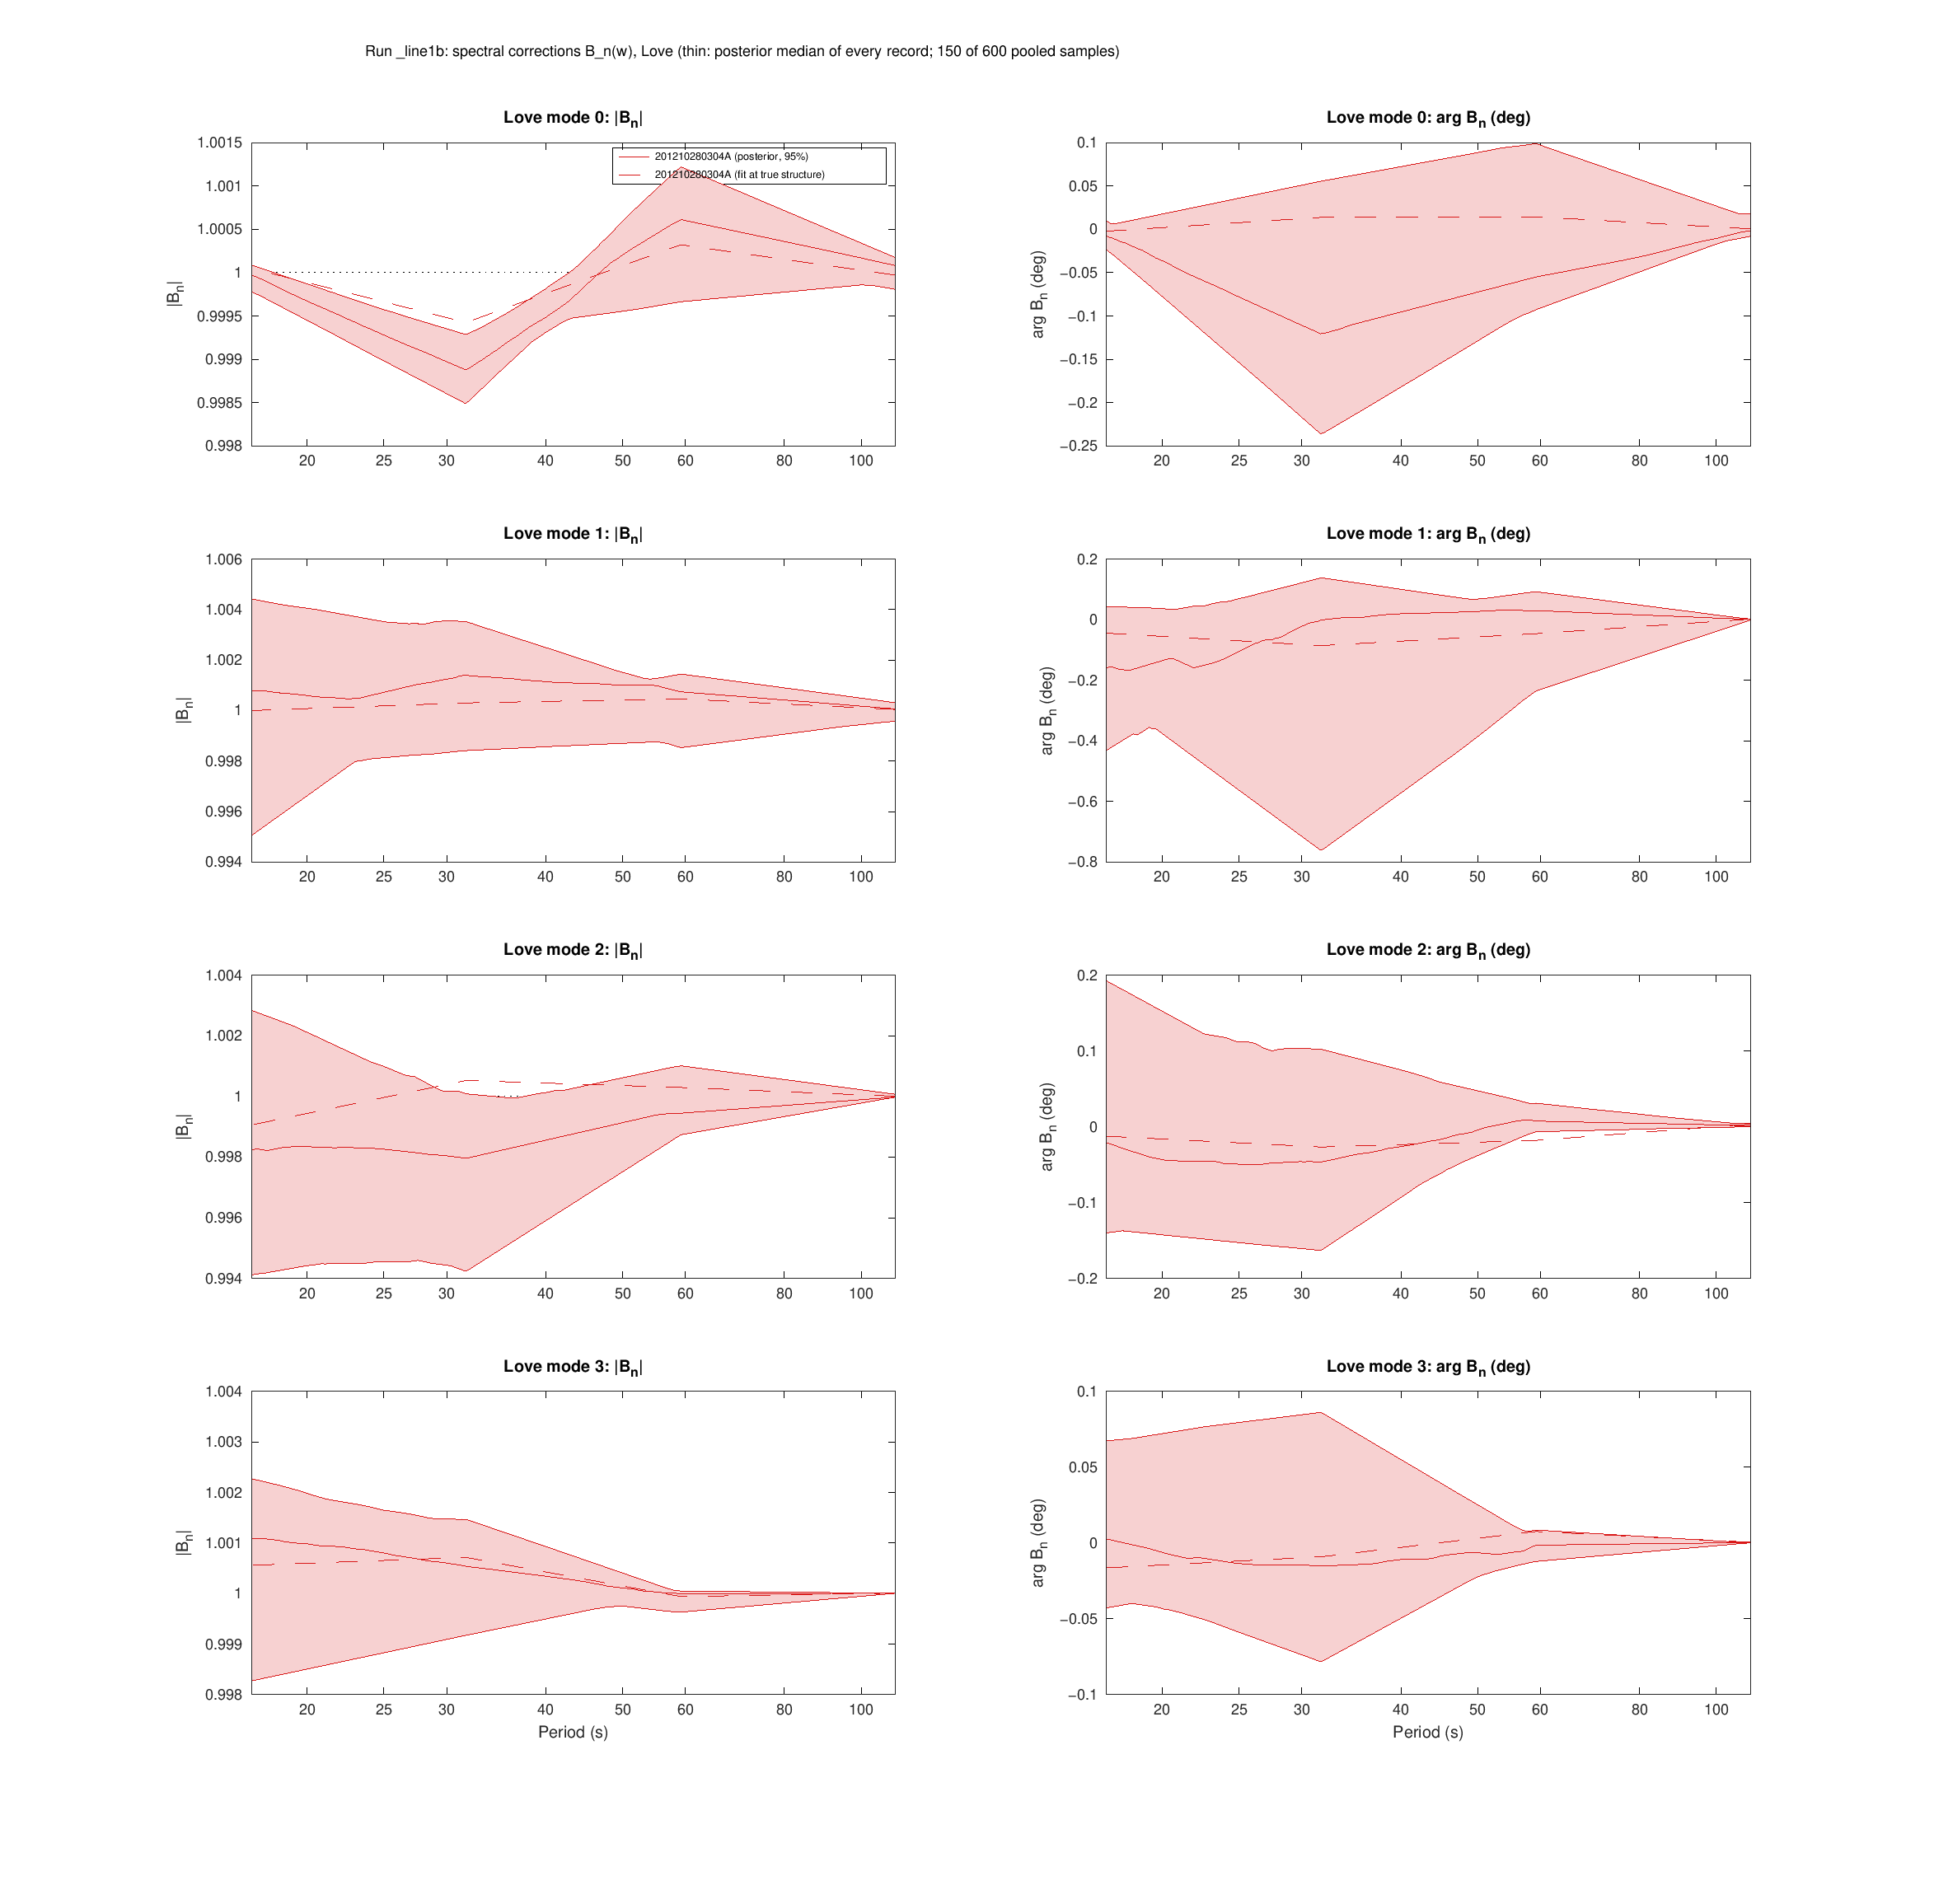 Run _line1b: spectral corrections B_n(w), Love (thin: posterior median of every record; 150 of 600 pooled samples)
Love mode 0: |Bn|
1.0015
1.001
1.0005
1
0.9995
0.999
0.9985
0.998
|Bn|
201210280304A (posterior, 95%)
201210280304A (fit at true structure)
20 25 30 40 50 60 80 100
Love mode 0: arg Bn (deg)
0.1
0.05
0
−0.05
−0.1
−0.15
−0.2
−0.25
arg Bn (deg)
20 25 30 40 50 60 80 100
Love mode 1: |Bn|
1.006
1.004
1.002
1
0.998
0.996
0.994
|Bn|
20 25 30 40 50 60 80 100
Love mode 1: arg Bn (deg)
0.2
0
−0.2
−0.4
−0.6
−0.8
arg Bn (deg)
20 25 30 40 50 60 80 100
Love mode 2: |Bn|
1.004
1.002
1
0.998
0.996
0.994
|Bn|
20 25 30 40 50 60 80 100
Love mode 2: arg Bn (deg)
0.2
0.1
0
−0.1
−0.2
arg Bn (deg)
20 25 30 40 50 60 80 100
Love mode 3: |Bn|
1.004
1.003
1.002
1.001
1
0.999
0.998
|Bn|
20 25 30 40 50 60 80 100
Period (s)
Love mode 3: arg Bn (deg)
0.1
0.05
0
−0.05
−0.1
arg Bn (deg)
20 25 30 40 50 60 80 100
Period (s)